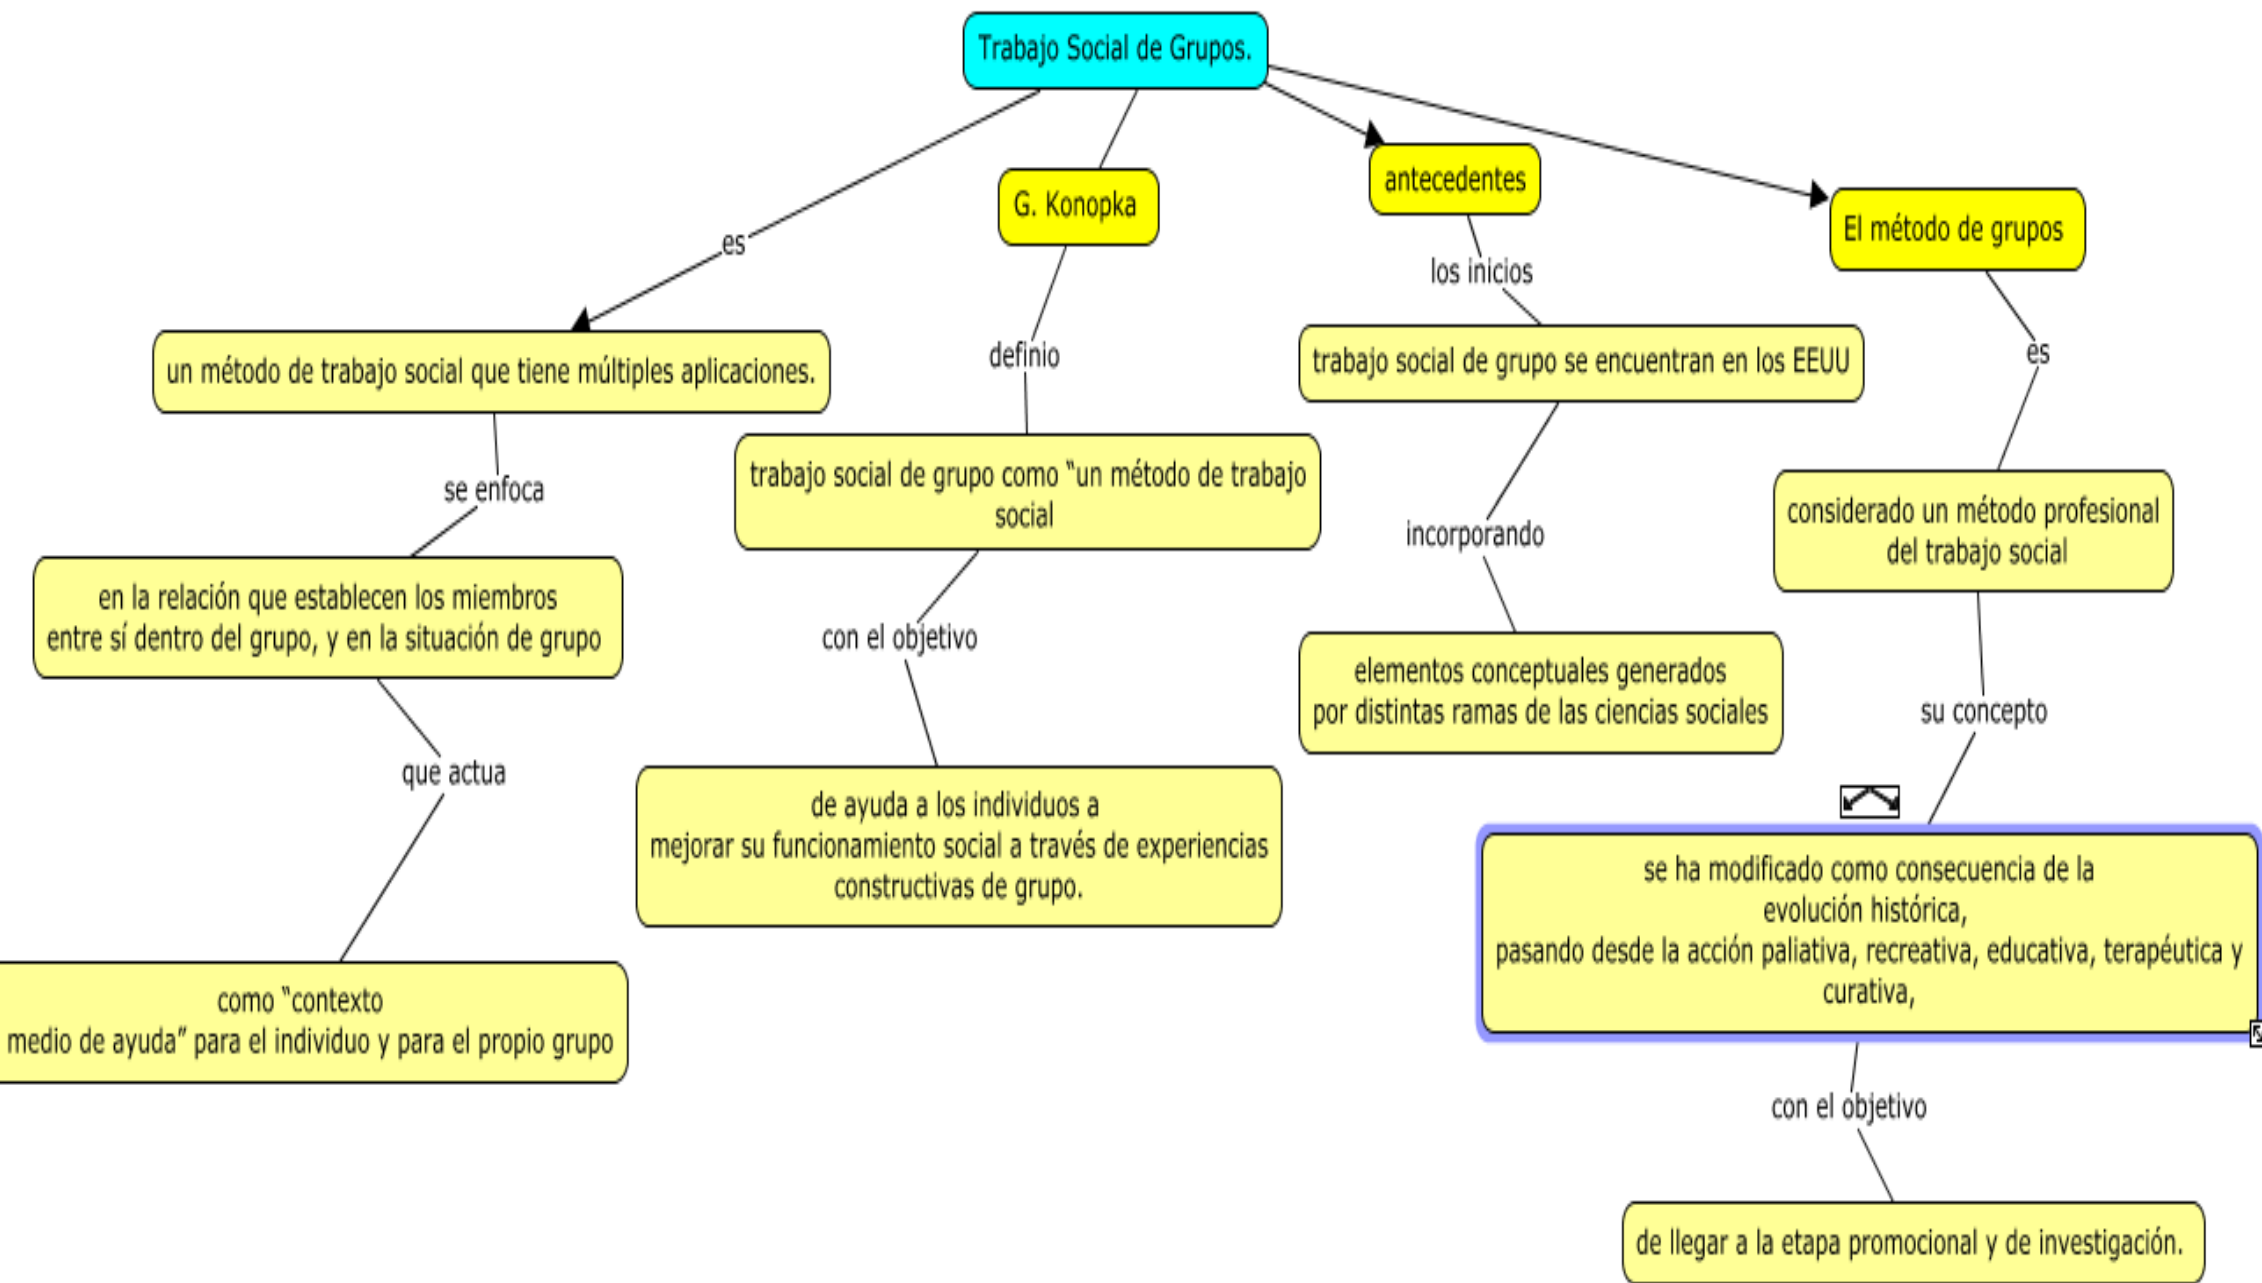 Trabajo Social de Grupos.
es
un método de trabajo social que tiene múltiples aplicaciones.
se enfoca
en la relación que establecen los miembros
entre sí dentro del grupo, y en la situación de grupo
que actua
como “contexto
medio de ayuda” para el individuo y para el propio grupo
G. Konopka
definio
trabajo social de grupo como “un método de trabajo
social
con el objetivo
de ayuda a los individuos a
mejorar su funcionamiento social a través de experiencias
constructivas de grupo.
antecedentes
los inicios
trabajo social de grupo se encuentran en los EEUU
incorporando
elementos conceptuales generados
por distintas ramas de las ciencias sociales
El método de grupos
es
considerado un método profesional
del trabajo social
su concepto
se ha modificado como consecuencia de la
evolución histórica,
pasando desde la acción paliativa, recreativa, educativa, terapéutica y
curativa,
con el objetivo
de llegar a la etapa promocional y de investigación.